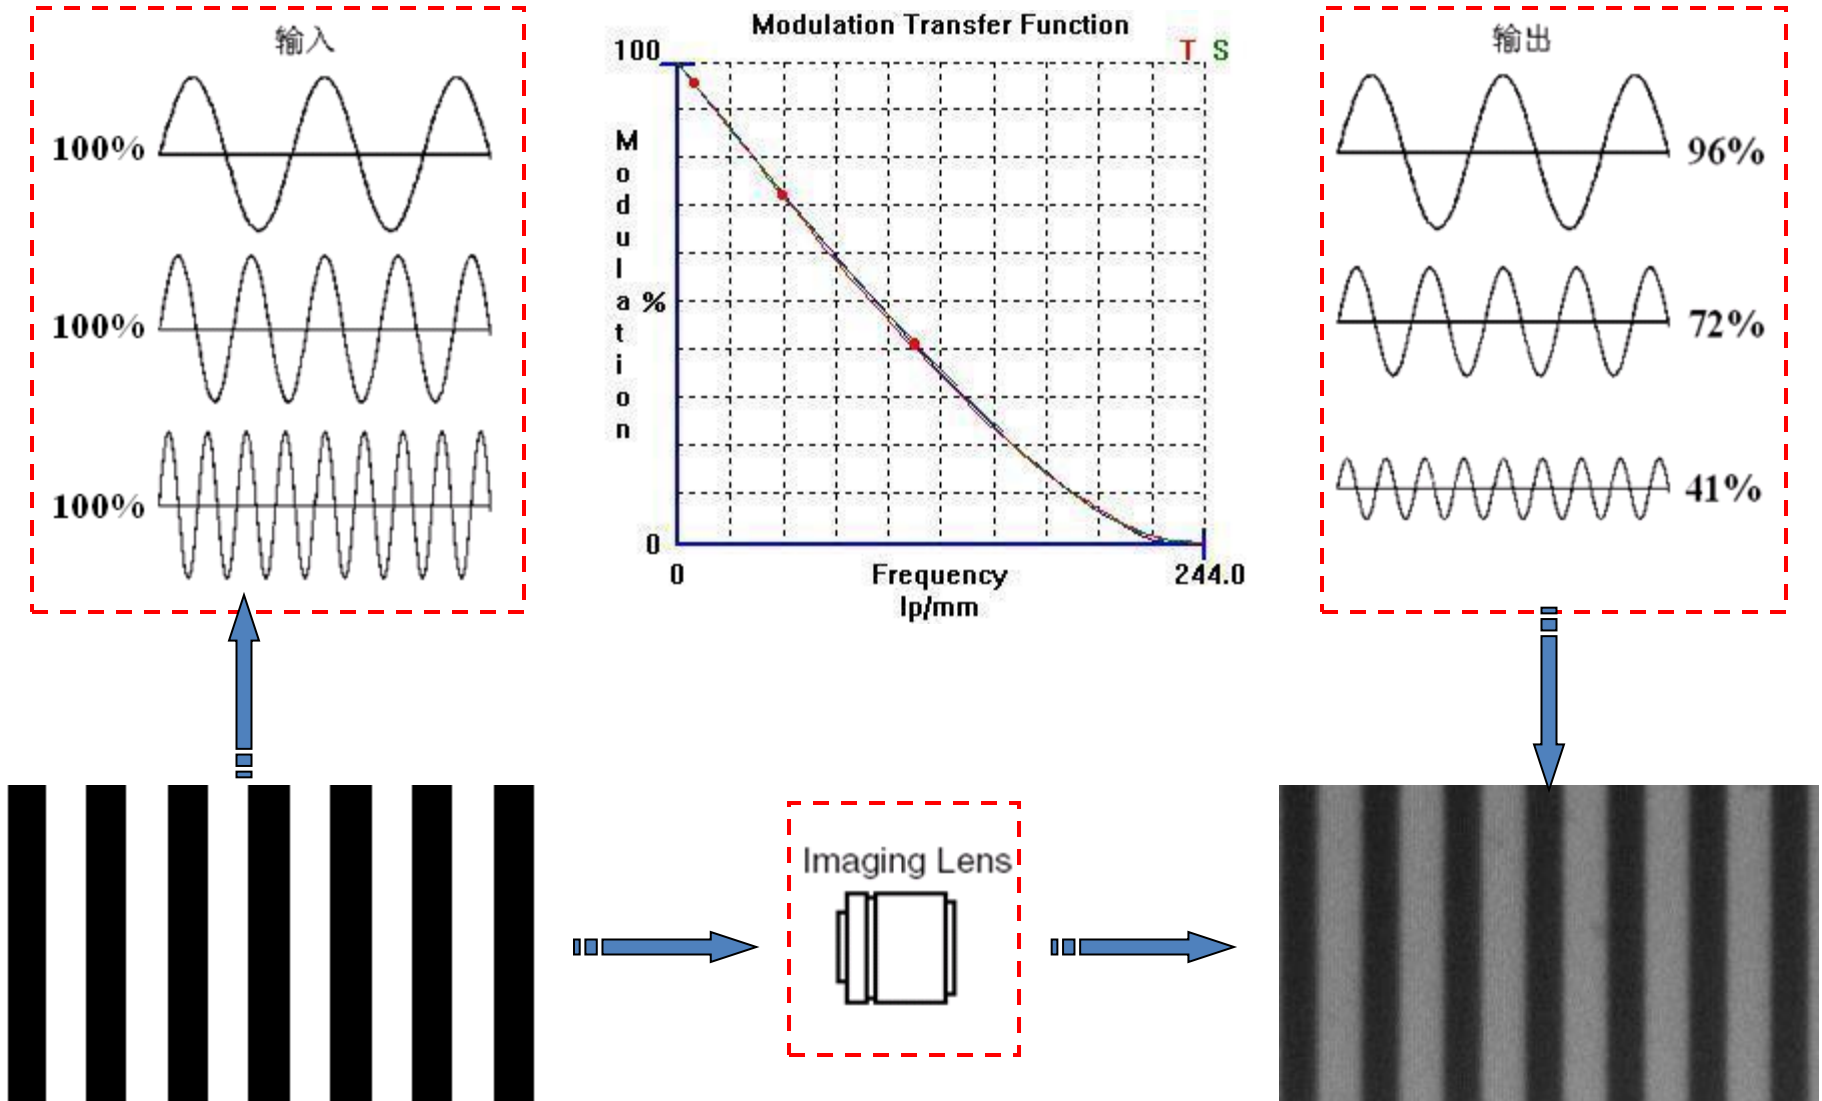 输入
100%
100%
100%
Modulation Transfer Function
T S
100
Modulation
%
0
0
Frequency
lp/mm
244.0
输出
96%
72%
41%
Imaging Lens